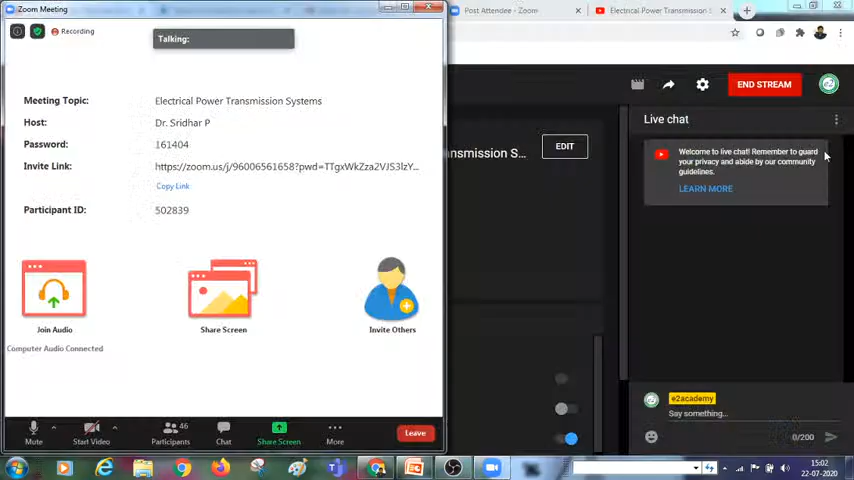 Zoom Meeting
Post Attendee - Zoom
Electrical Power Transmission S
Recording
Talking:
END STREAM
Meeting Topic: Electrical Power Transmission Systems
Host: Dr. Sridhar P
Password: 161404
Invite Link: https://zoom.us/j/96006561658?pwd=TTgxWkZza2VJS3lzY...
Copy Link
Participant ID: 502839
nsmission S...
EDIT
Live chat
Welcome to live chat! Remember to guard
your privacy and abide by our community
guidelines.
LEARN MORE
Join Audio
Share Screen
Invite Others
Computer Audio Connected
e2academy
Say something...
0/200
46
Mute
Start Video
Participants
Chat
Share Screen
More
Leave
15:02
22-07-2020